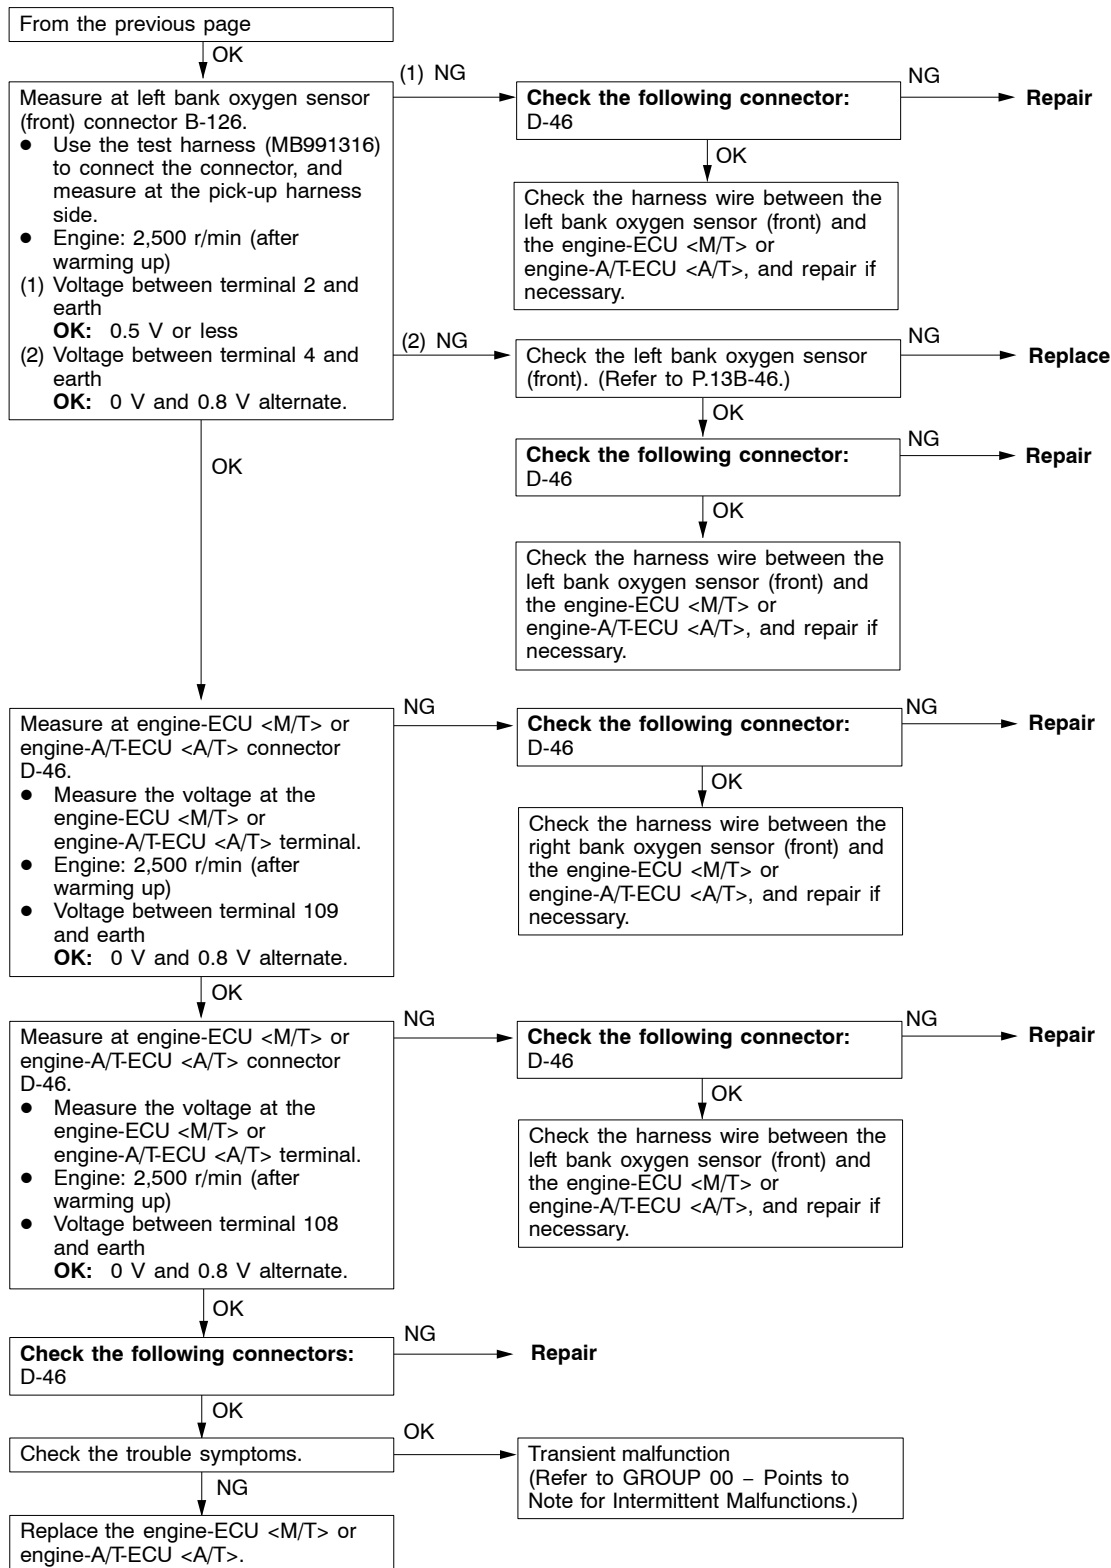 From the previous page
OK
Measure at left bank oxygen sensor
(front) connector B-126.
● Use the test harness (MB991316)
to connect the connector, and
measure at the pick-up harness
side.
● Engine: 2,500 r/min (after
warming up)
(1) Voltage between terminal 2 and
earth
OK: 0.5 V or less
(2) Voltage between terminal 4 and
earth
OK: 0 V and 0.8 V alternate.
(1) NG
Check the following connector:
D-46
NG
Repair
OK
Check the harness wire between the
left bank oxygen sensor (front) and
the engine-ECU <M/T> or
engine-A/T-ECU <A/T>, and repair if
necessary.
(2) NG
Check the left bank oxygen sensor
(front). (Refer to P.13B-46.)
NG
Replace
OK
Check the following connector:
D-46
NG
Repair
OK
Check the harness wire between the
left bank oxygen sensor (front) and
the engine-ECU <M/T> or
engine-A/T-ECU <A/T>, and repair if
necessary.
OK
Measure at engine-ECU <M/T> or
engine-A/T-ECU <A/T> connector
D-46.
● Measure the voltage at the
engine-ECU <M/T> or
engine-A/T-ECU <A/T> terminal.
● Engine: 2,500 r/min (after
warming up)
● Voltage between terminal 109
and earth
OK: 0 V and 0.8 V alternate.
NG
Check the following connector:
D-46
NG
Repair
OK
Check the harness wire between the
right bank oxygen sensor (front) and
the engine-ECU <M/T> or
engine-A/T-ECU <A/T>, and repair if
necessary.
OK
Measure at engine-ECU <M/T> or
engine-A/T-ECU <A/T> connector
D-46.
● Measure the voltage at the
engine-ECU <M/T> or
engine-A/T-ECU <A/T> terminal.
● Engine: 2,500 r/min (after
warming up)
● Voltage between terminal 108
and earth
OK: 0 V and 0.8 V alternate.
NG
Check the following connector:
D-46
NG
Repair
OK
Check the harness wire between the
left bank oxygen sensor (front) and
the engine-ECU <M/T> or
engine-A/T-ECU <A/T>, and repair if
necessary.
OK
Check the following connectors:
D-46
NG
Repair
OK
Check the trouble symptoms.
OK
Transient malfunction
(Refer to GROUP 00 – Points to
Note for Intermittent Malfunctions.)
NG
Replace the engine-ECU <M/T> or
engine-A/T-ECU <A/T>.